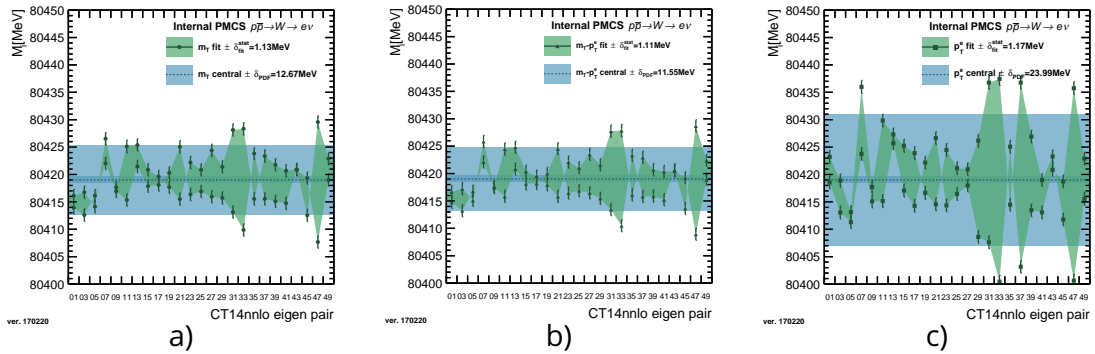 Internal PMCS pp̅→W→ eν
m_T fit ± δ_fit^stat=1.13MeV
m_T central ± δ_PDF=12.67MeV
M[MeV]
80450
80445
80440
80435
80430
80425
80420
80415
80410
80405
80400
01 03 05 07 09 11 13 15 17 19 21 23 25 27 29 31 33 35 37 39 41 43 45 47 49
CT14nnlo eigen pair
ver. 170220
a)
Internal PMCS pp̅→W→ eν
m_T-p_T^e fit ± δ_fit^stat=1.11MeV
m_T-p_T^e central ± δ_PDF=11.55MeV
M[MeV]
80450
80445
80440
80435
80430
80425
80420
80415
80410
80405
80400
01 03 05 07 09 11 13 15 17 19 21 23 25 27 29 31 33 35 37 39 41 43 45 47 49
CT14nnlo eigen pair
ver. 170220
b)
Internal PMCS pp̅→W→ eν
p_T^e fit ± δ_fit^stat=1.17MeV
p_T^e central ± δ_PDF=23.99MeV
M[MeV]
80450
80445
80440
80435
80430
80425
80420
80415
80410
80405
80400
01 03 05 07 09 11 13 15 17 19 21 23 25 27 29 31 33 35 37 39 41 43 45 47 49
CT14nnlo eigen pair
ver. 170220
c)